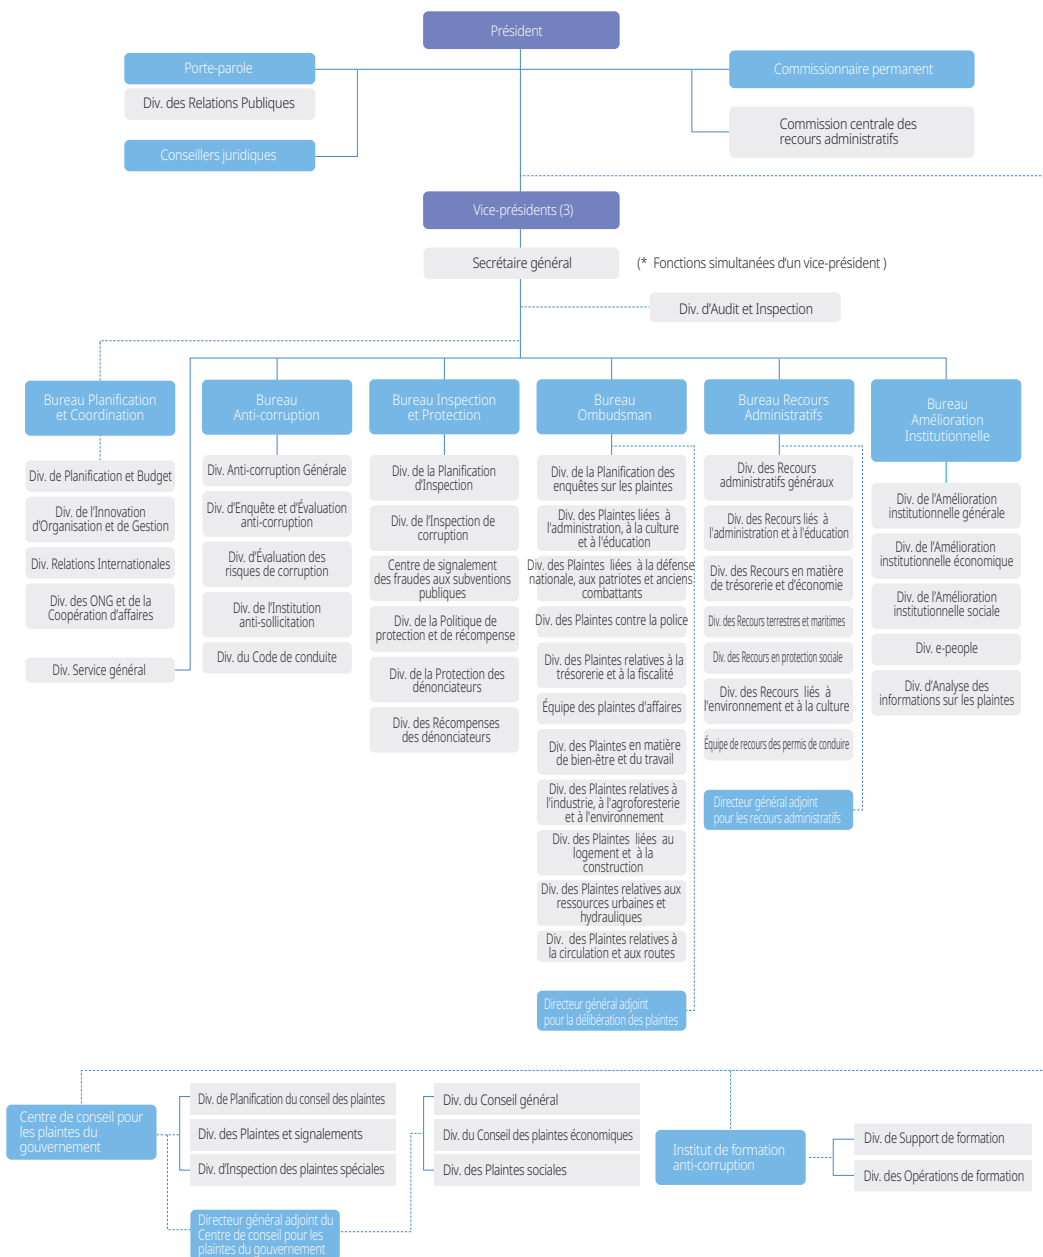 Président
Porte-parole
Div. des Relations Publiques
Conseillers juridiques
Commissionnaire permanent
Commission centrale des
recours administratifs
Vice-présidents (3)
Secrétaire général
(* Fonctions simultanées d'un vice-président )
Div. d'Audit et Inspection
Bureau Planification
et Coordination
Div. de Planification et Budget
Div. de l'Innovation
d'Organisation et de Gestion
Div. Relations Internationales
Div. des ONG et de la
Coopération d'affaires
Div. Service général
Bureau
Anti-corruption
Div. Anti-corruption Générale
Div. d'Enquête et d'Évaluation
anti-corruption
Div. d'Évaluation des
risques de corruption
Div. de l'Institution
anti-sollicitation
Div. du Code de conduite
Bureau Inspection
et Protection
Div. de la Planification
d'Inspection
Div. de l'Inspection de
corruption
Centre de signalement
des fraudes aux subventions
publiques
Div. de la Politique de
protection et de récompense
Div. de la Protection des
dénonciateurs
Div. des Récompenses
des dénonciateurs
Bureau
Ombudsman
Div. de la Planification des
enquêtes sur les plaintes
Div. des Plaintes liées à
l'administration, à la culture
et à l'éducation
Div. des Plaintes liées à la défense
nationale, aux patriotes et anciens
combattants
Div. des Plaintes contre la police
Div. des Plaintes relatives à la
trésorerie et à la fiscalité
Équipe des plaintes d'affaires
Div. des Plaintes en matière
de bien-être et du travail
Div. des Plaintes relatives à
l'industrie, à l'agroforesterie
et à l'environnement
Div. des Plaintes liées au
logement et à la
construction
Div. des Plaintes relatives aux
ressources urbaines et
hydrauliques
Div. des Plaintes relatives à
la circulation et aux routes
Directeur général adjoint
pour la délibération des plaintes
Bureau Recours
Administratifs
Div. des Recours
administratifs généraux
Div. des Recours liés à
l'administration et à l'éducation
Div. des Recours en matière
de trésorerie et d'économie
Div. des Recours terrestres et maritimes
Div. des Recours en protection sociale
Div. des Recours liés à
l'environnement et à la culture
Équipe de recours des permis de conduire
Directeur général adjoint
pour les recours administratifs
Bureau
Amélioration
Institutionnelle
Div. de l'Amélioration
institutionnelle générale
Div. de l'Amélioration
institutionnelle économique
Div. de l'Amélioration
institutionnelle sociale
Div. e-people
Div. d'Analyse des
informations sur les plaintes
Centre de conseil pour
les plaintes du
gouvernement
Div. de Planification du conseil des plaintes
Div. des Plaintes et signalements
Div. d'Inspection des plaintes spéciales
Directeur général adjoint du
Centre de conseil pour les
plaintes du gouvernement
Div. du Conseil général
Div. du Conseil des plaintes économiques
Div. des Plaintes sociales
Institut de formation
anti-corruption
Div. de Support de formation
Div. des Opérations de formation